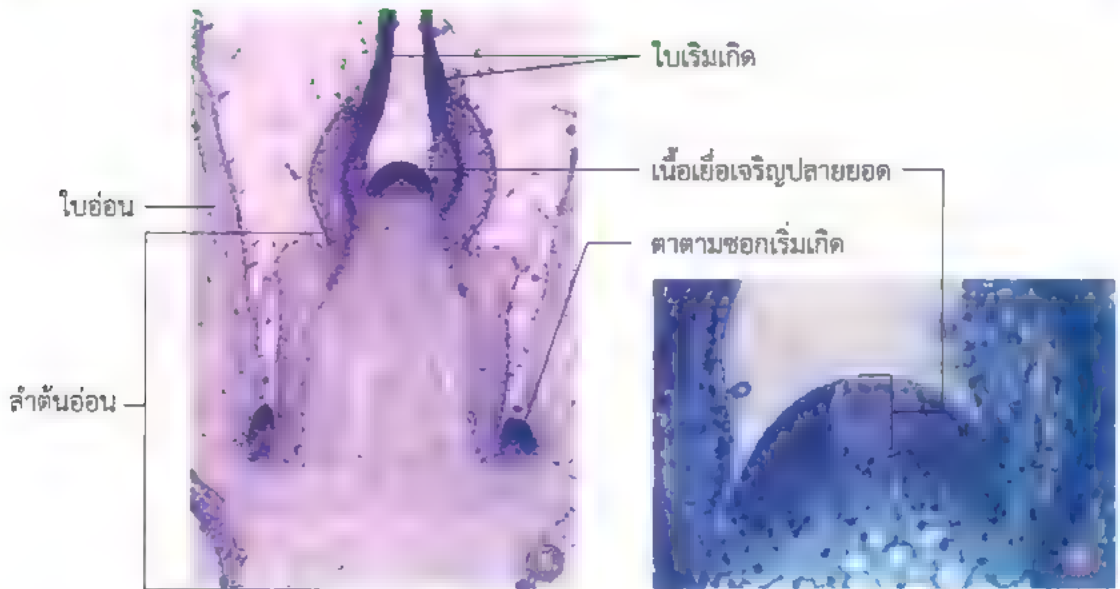 ใบเริ่มเกิด
เนื้อเยื่อเจริญปลายยอด
ใบอ่อน
ตาตามซอกเริ่มเกิด
ลำต้นอ่อน